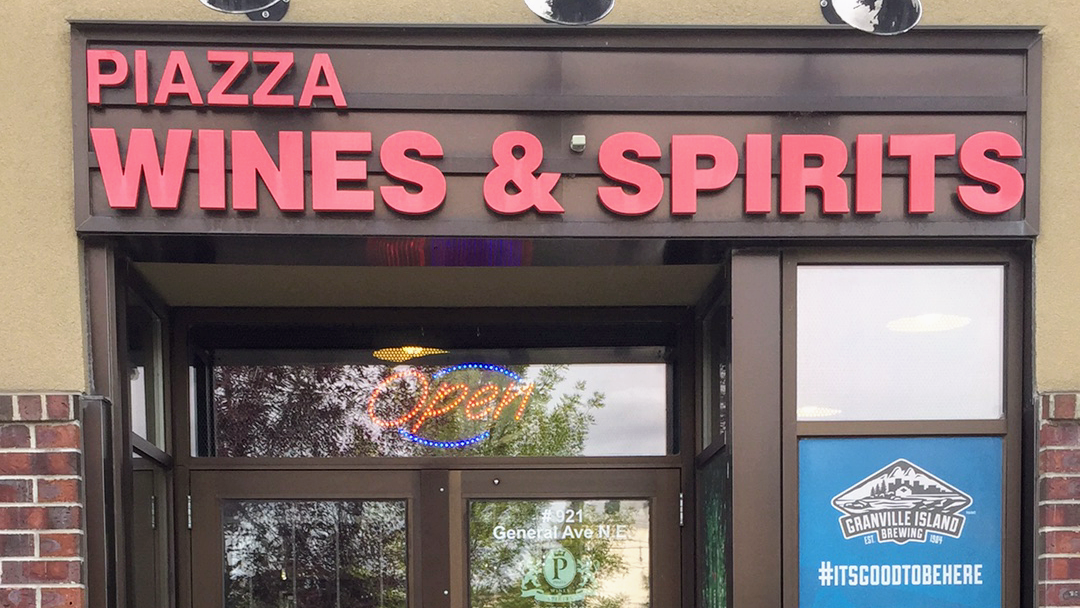 PIAZZA
WINES & SPIRITS
Open
#921
General Ave N.E.
P
GRANVILLE ISLAND
EST. BREWING 1984
#ITSGOODTOBEHERE